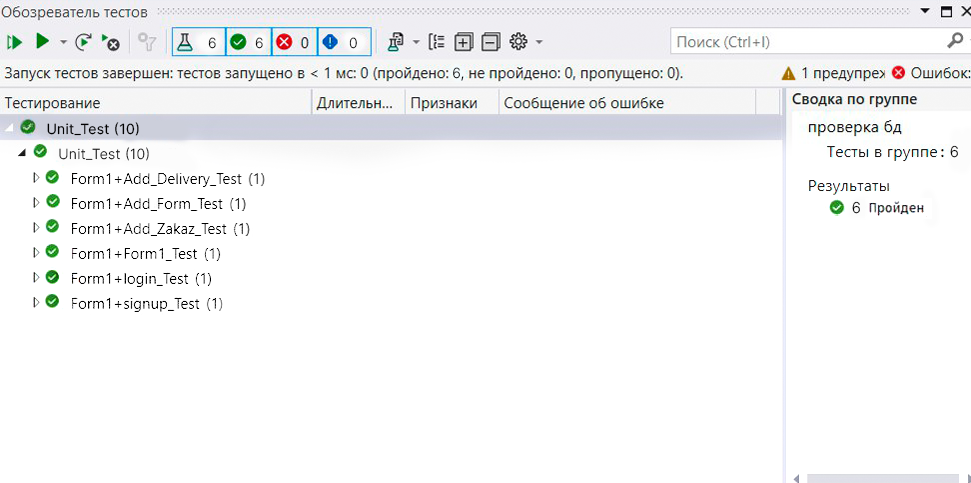 Обозреватель тестов
6 6 0 0 Поиск (Ctrl+I)
Запуск тестов завершен: тестов запущено в < 1 мс: 0 (пройдено: 6, не пройдено: 0, пропущено: 0). 1 предупреж Ошибок:
Тестирование Длительн... Признаки Сообщение об ошибке
Unit_Test (10)
Unit_Test (10)
Form1+Add_Delivery_Test (1)
Form1+Add_Form_Test (1)
Form1+Add_Zakaz_Test (1)
Form1+Form1_Test (1)
Form1+login_Test (1)
Form1+signup_Test (1)
Сводка по группе
проверка бд
Тесты в группе: 6
Результаты
6 Пройден